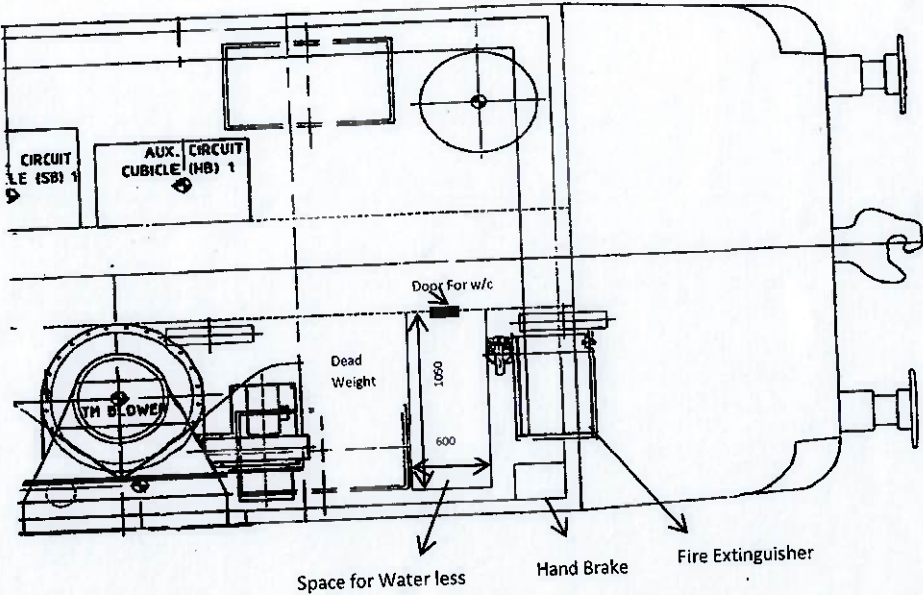 CIRCUIT
LE (SB) 1
AUX. CIRCUIT
CUBICLE (HB) 1
Door For w/c
Dead
Weight
1050
600
TM BLOWER
Space for Water less
Hand Brake
Fire Extinguisher